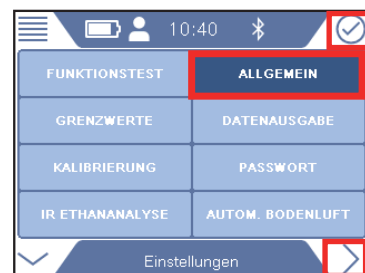 10:40
FUNKTIONSTEST ALLGEMEIN
GRENZWERTE DATENAUSGABE
KALIBRIERUNG PASSWORT
IR ETHANANALYSE AUTOM. BODENLUFT
Einstellungen